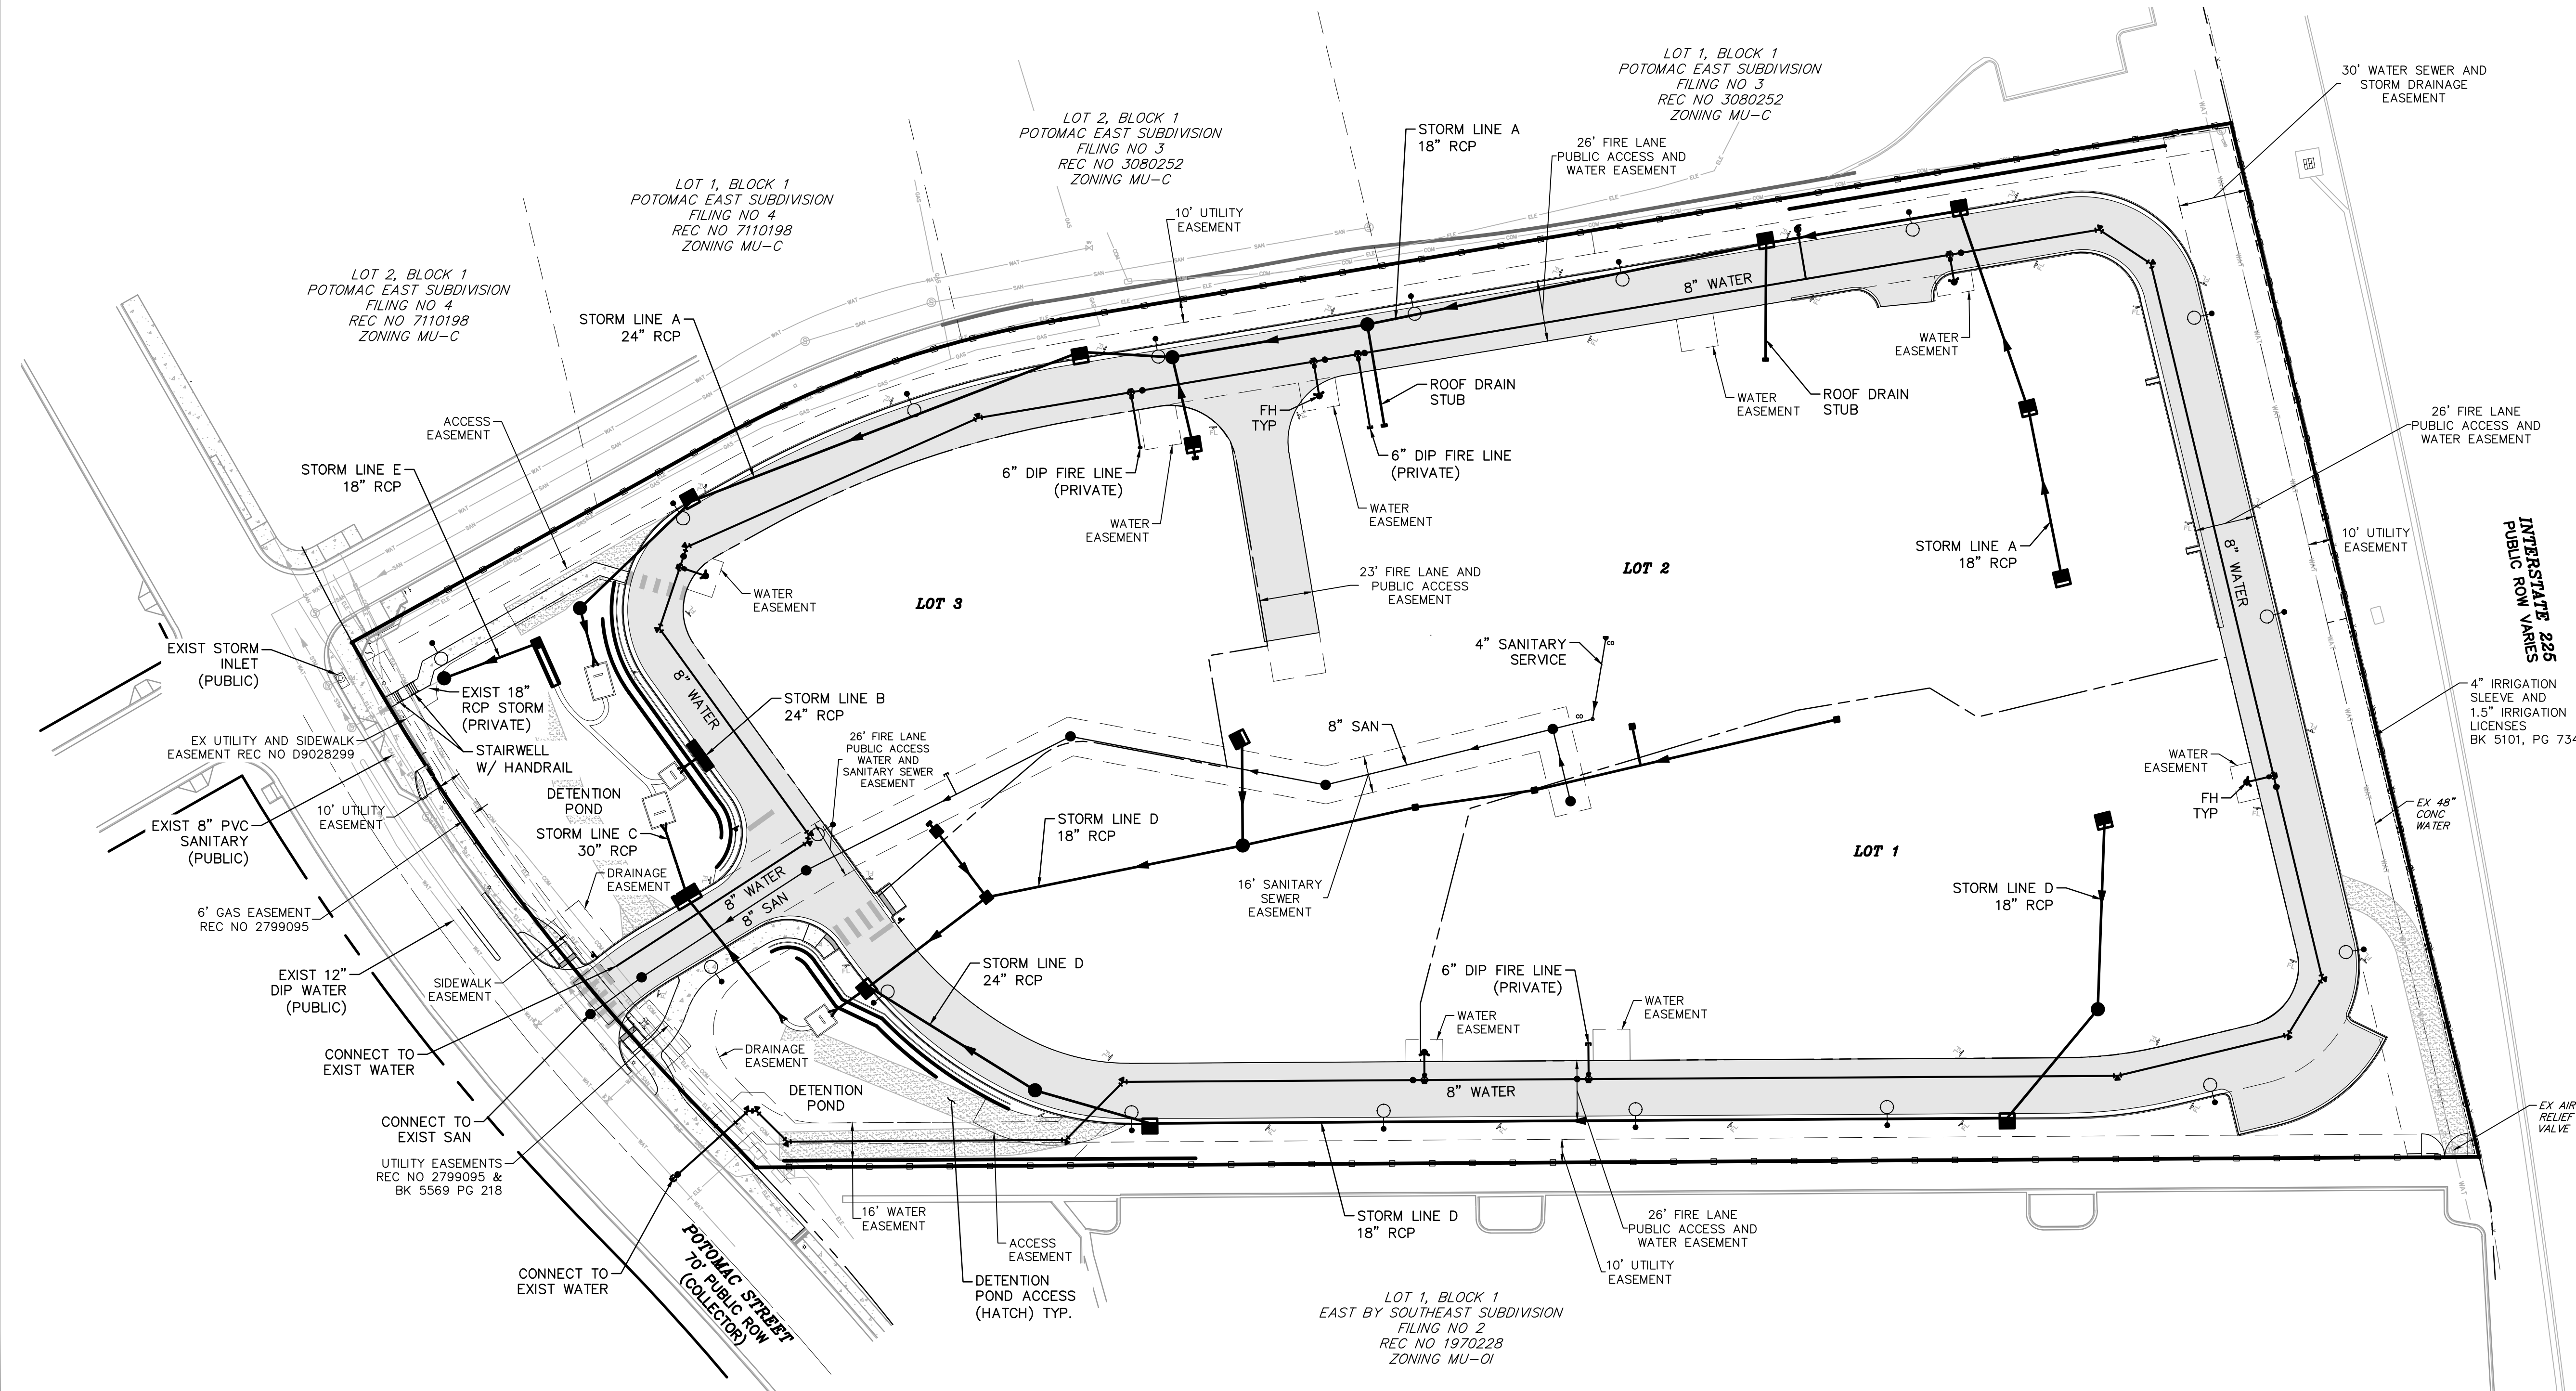 LOT 1, BLOCK 1
POTOMAC EAST SUBDIVISION
FILING NO 3
REC NO 3080252
ZONING MU-C
30' WATER SEWER AND
STORM DRAINAGE
EASEMENT
LOT 2, BLOCK 1
POTOMAC EAST SUBDIVISION
FILING NO 3
REC NO 3080252
ZONING MU-C
STORM LINE A
18" RCP
26' FIRE LANE
PUBLIC ACCESS AND
WATER EASEMENT
LOT 1, BLOCK 1
POTOMAC EAST SUBDIVISION
FILING NO 4
REC NO 7110198
ZONING MU-C
10' UTILITY
EASEMENT
LOT 2, BLOCK 1
POTOMAC EAST SUBDIVISION
FILING NO 4
REC NO 7110198
ZONING MU-C
STORM LINE A
24" RCP
8" WATER
WATER
EASEMENT
ROOF DRAIN
STUB
WATER
EASEMENT
ROOF DRAIN
STUB
FH
TYP
ACCESS
EASEMENT
26' FIRE LANE
PUBLIC ACCESS AND
WATER EASEMENT
STORM LINE E
18" RCP
6" DIP FIRE LINE
(PRIVATE)
6" DIP FIRE LINE
(PRIVATE)
WATER
EASEMENT
WATER
EASEMENT
STORM LINE A
18" RCP
10' UTILITY
EASEMENT
INTERSTATE 225
PUBLIC ROW VARIES
8" WATER
LOT 2
23' FIRE LANE AND
PUBLIC ACCESS
EASEMENT
WATER
EASEMENT
LOT 3
EXIST STORM
INLET
(PUBLIC)
4" SANITARY
SERVICE
EXIST 18"
RCP STORM
(PRIVATE)
8" WATER
STORM LINE B
24" RCP
4" IRRIGATION
SLEEVE AND
1.5" IRRIGATION
LICENSES
BK 5101, PG 734
8" SAN
EX UTILITY AND SIDEWALK
EASEMENT REC NO D9028299
STAIRWELL
W/ HANDRAIL
26' FIRE LANE
PUBLIC ACCESS
WATER AND
SANITARY SEWER
EASEMENT
WATER
EASEMENT
DETENTION
POND
10' UTILITY
EASEMENT
FH
TYP
EX 48"
CONC
WATER
EXIST 8" PVC
SANITARY
(PUBLIC)
STORM LINE C
30" RCP
STORM LINE D
18" RCP
LOT 1
DRAINAGE
EASEMENT
8" WATER
8" SAN
16' SANITARY
SEWER
EASEMENT
STORM LINE D
18" RCP
6' GAS EASEMENT
REC NO 2799095
EXIST 12"
DIP WATER
(PUBLIC)
SIDEWALK
EASEMENT
STORM LINE D
24" RCP
6" DIP FIRE LINE
(PRIVATE)
WATER
EASEMENT
WATER
EASEMENT
CONNECT TO
EXIST WATER
DRAINAGE
EASEMENT
DETENTION
POND
8" WATER
CONNECT TO
EXIST SAN
EX AIR
RELIEF
VALVE
UTILITY EASEMENTS
REC NO 2799095 &
BK 5569 PG 218
16' WATER
EASEMENT
STORM LINE D
18" RCP
26' FIRE LANE
PUBLIC ACCESS AND
WATER EASEMENT
ACCESS
EASEMENT
10' UTILITY
EASEMENT
CONNECT TO
EXIST WATER
POTOMAC STREET
70' PUBLIC ROW
(COLLECTOR)
DETENTION
POND ACCESS
(HATCH) TYP.
LOT 1, BLOCK 1
EAST BY SOUTHEAST SUBDIVISION
FILING NO 2
REC NO 1970228
ZONING MU-OI